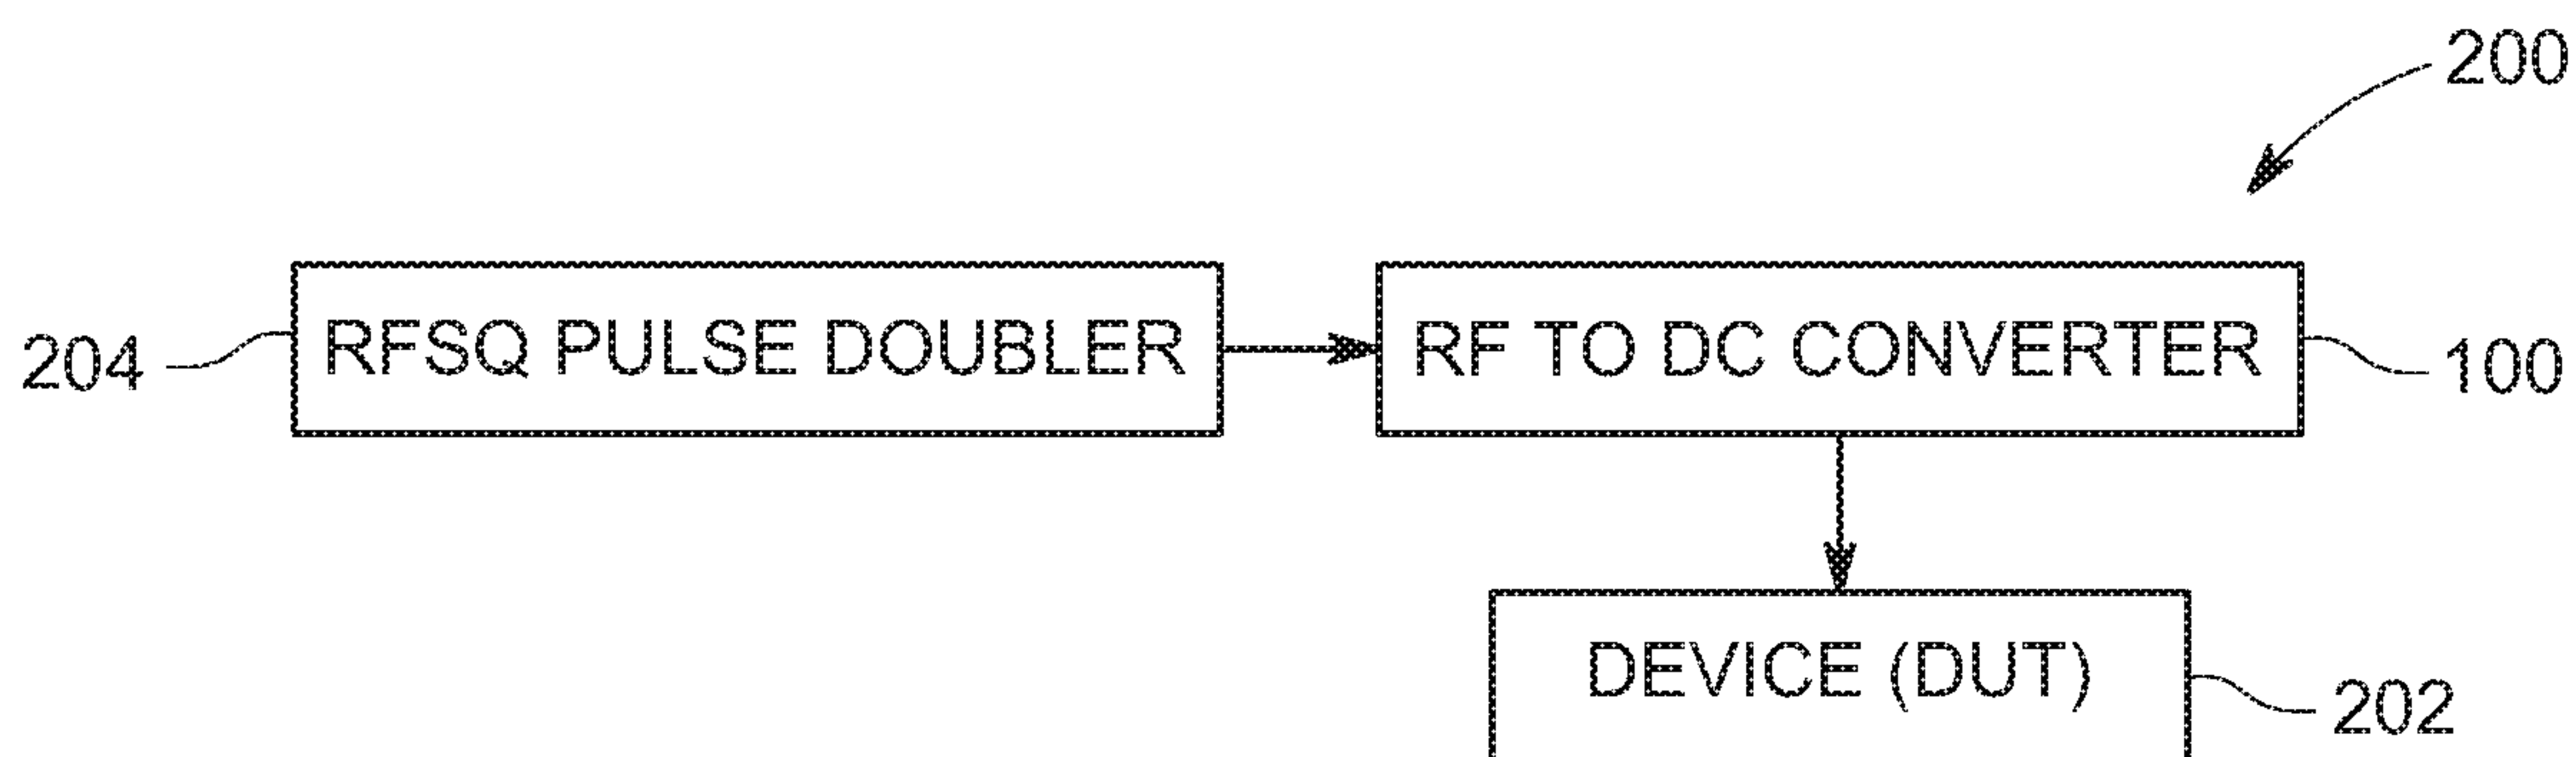 200
204
RFSQ PULSE DOUBLER
RF TO DC CONVERTER
100
DEVICE (DUT)
202